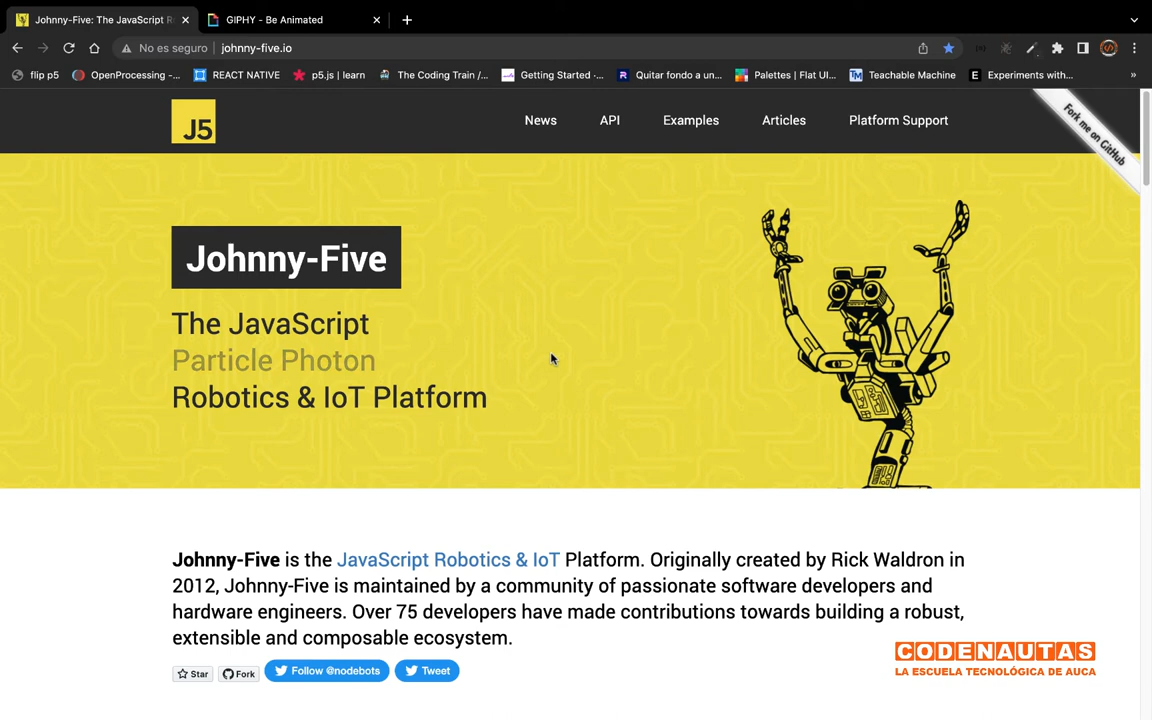 Johnny-Five: The JavaScript R
GIPHY - Be Animated
No es seguro
johnny-five.io
flip p5
OpenProcessing -...
REACT NATIVE
p5.js | learn
The Coding Train /...
Getting Started -...
Quitar fondo a un...
Palettes | Flat UI...
Teachable Machine
Experiments with...
J5
News
API
Examples
Articles
Platform Support
Fork me on GitHub
Johnny-Five
The JavaScript
Particle Photon
Robotics & IoT Platform
Johnny-Five is the JavaScript Robotics & IoT Platform. Originally created by Rick Waldron in
2012, Johnny-Five is maintained by a community of passionate software developers and
hardware engineers. Over 75 developers have made contributions towards building a robust,
extensible and composable ecosystem.
Star
Fork
Follow @nodebots
Tweet
CODENAUTAS
LA ESCUELA TECNOLÓGICA DE AUCA